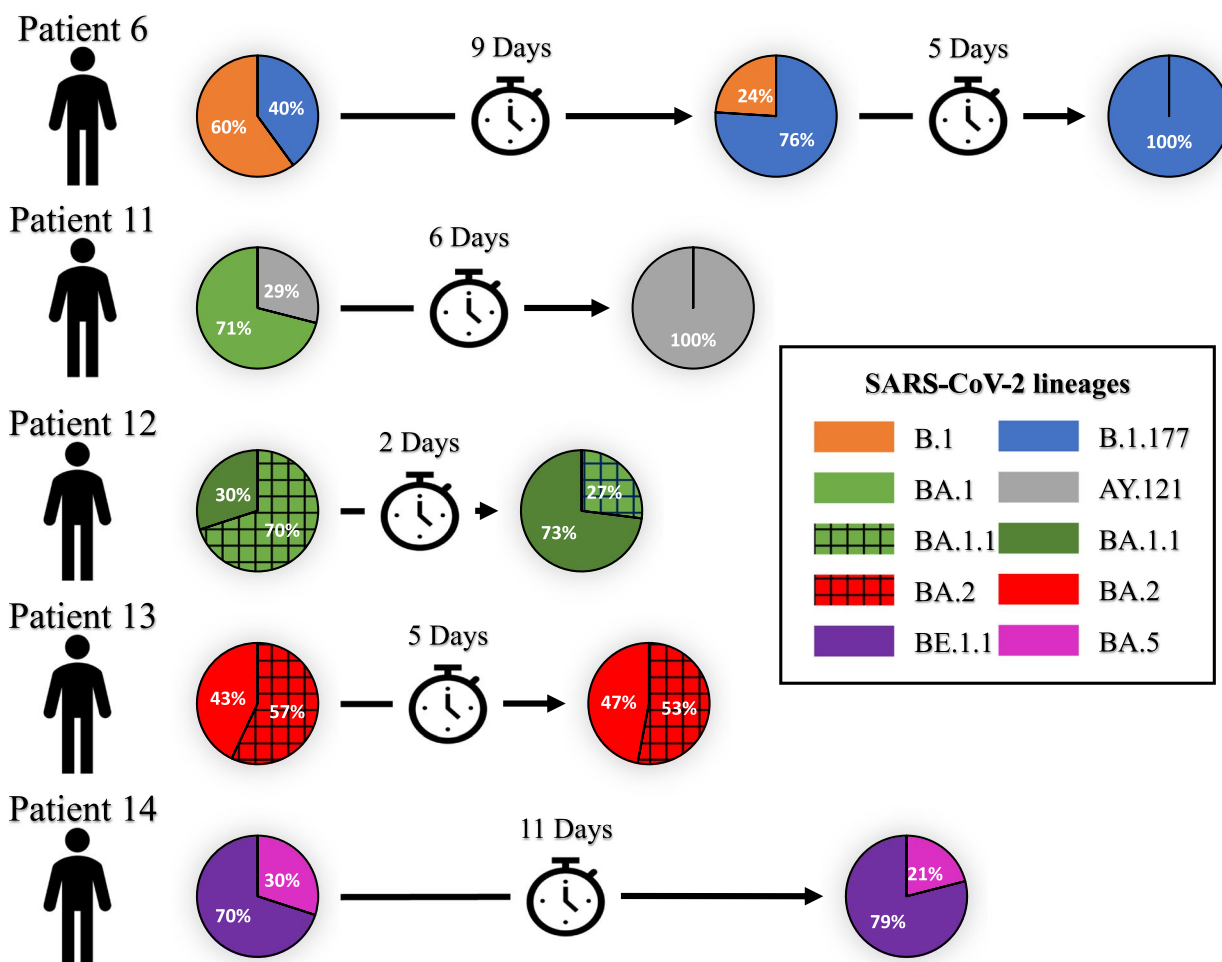 Patient 6
9 Days
5 Days
60%
40%
24%
76%
100%
Patient 11
6 Days
71%
29%
100%
SARS-CoV-2 lineages
B.1
B.1.177
BA.1
AY.121
BA.1.1
BA.1.1
BA.2
BA.2
BE.1.1
BA.5
Patient 12
2 Days
30%
70%
73%
27%
Patient 13
5 Days
43%
57%
47%
53%
Patient 14
11 Days
70%
30%
79%
21%